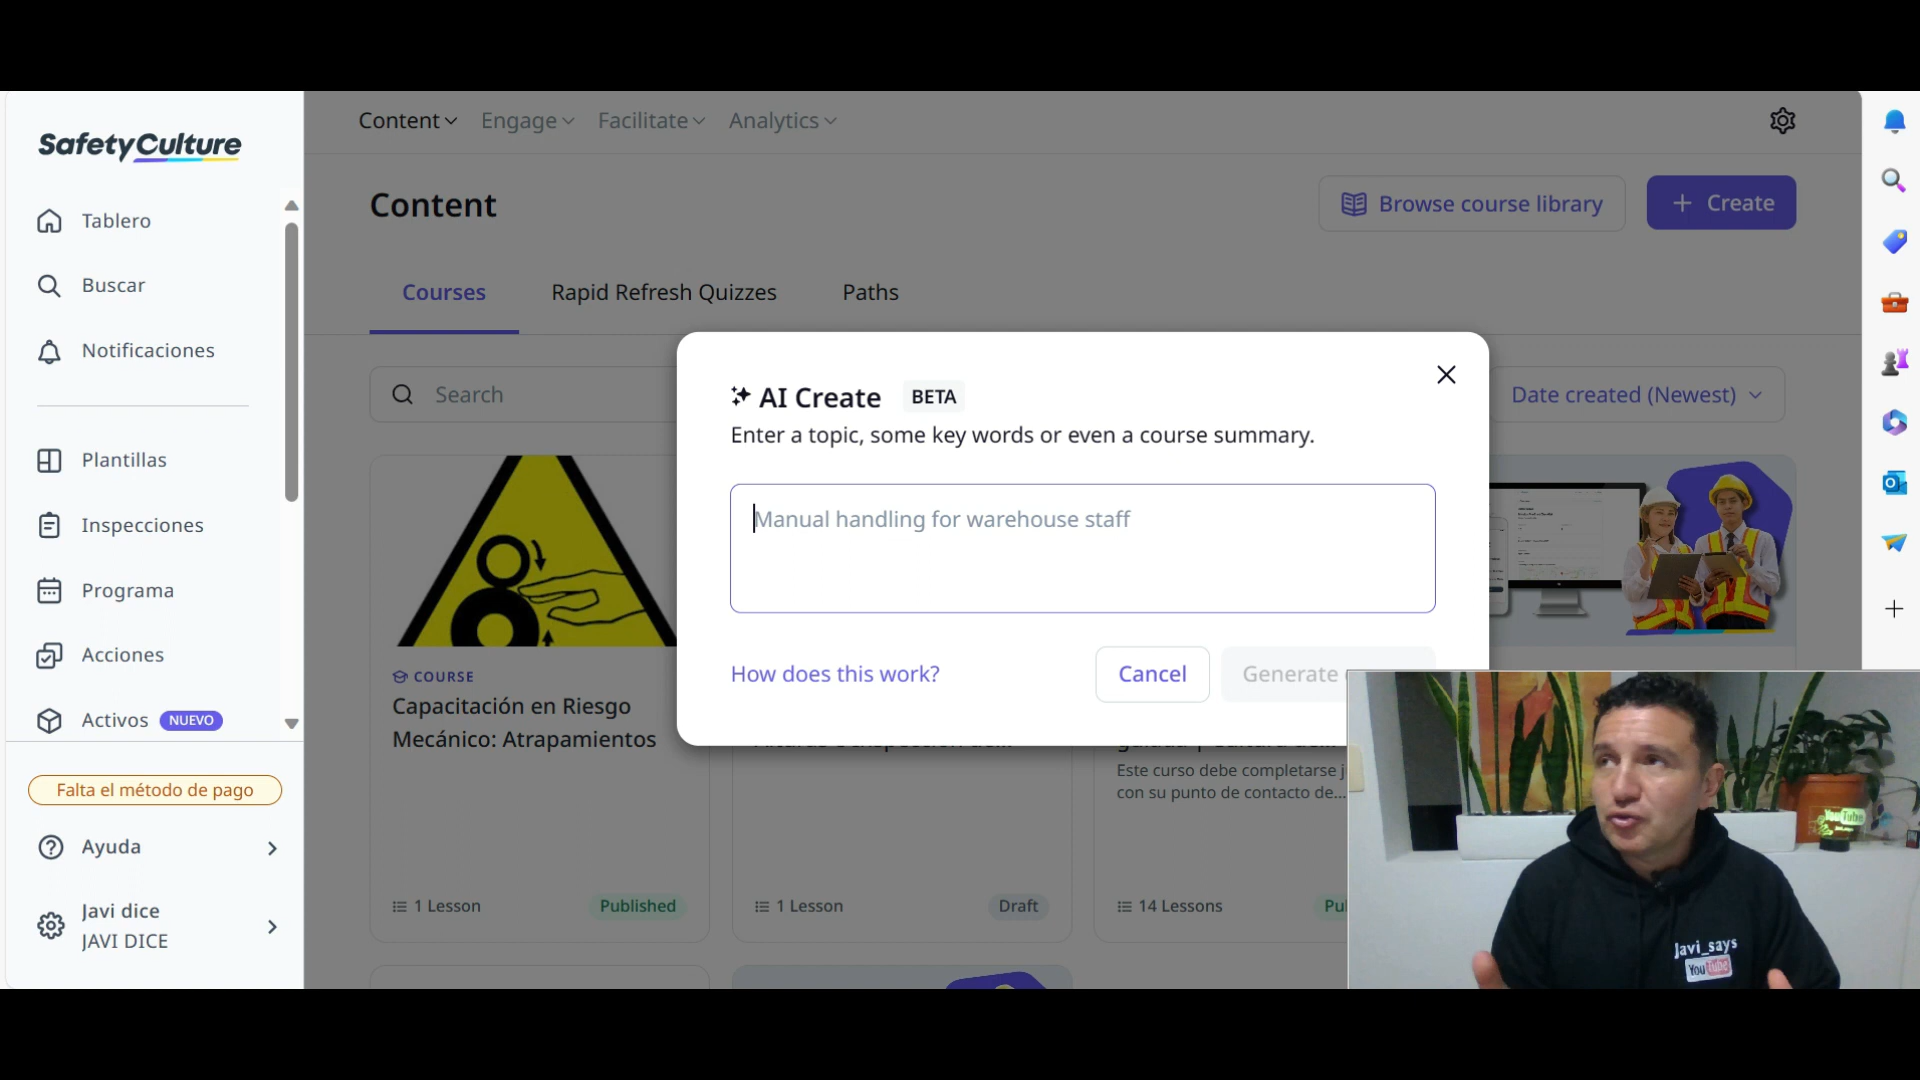 SafetyCulture
Tablero
Buscar
Notificaciones
Plantillas
Inspecciones
Programa
Acciones
Activos NUEVO
Falta el método de pago
Ayuda
Javi dice
JAVI DICE
Content Engage Facilitate Analytics
Content
Browse course library
+ Create
Courses Rapid Refresh Quizzes Paths
Search
Date created (Newest)
AI Create BETA
Enter a topic, some key words or even a course summary.
Manual handling for warehouse staff
How does this work?
Cancel
Generate
COURSE
Capacitación en Riesgo
Mecánico: Atrapamientos
Este curso debe completarse j
con su punto de contacto de...
1 Lesson Published
1 Lesson Draft
14 Lessons Pu
YouTube
Javi_says
YouTube